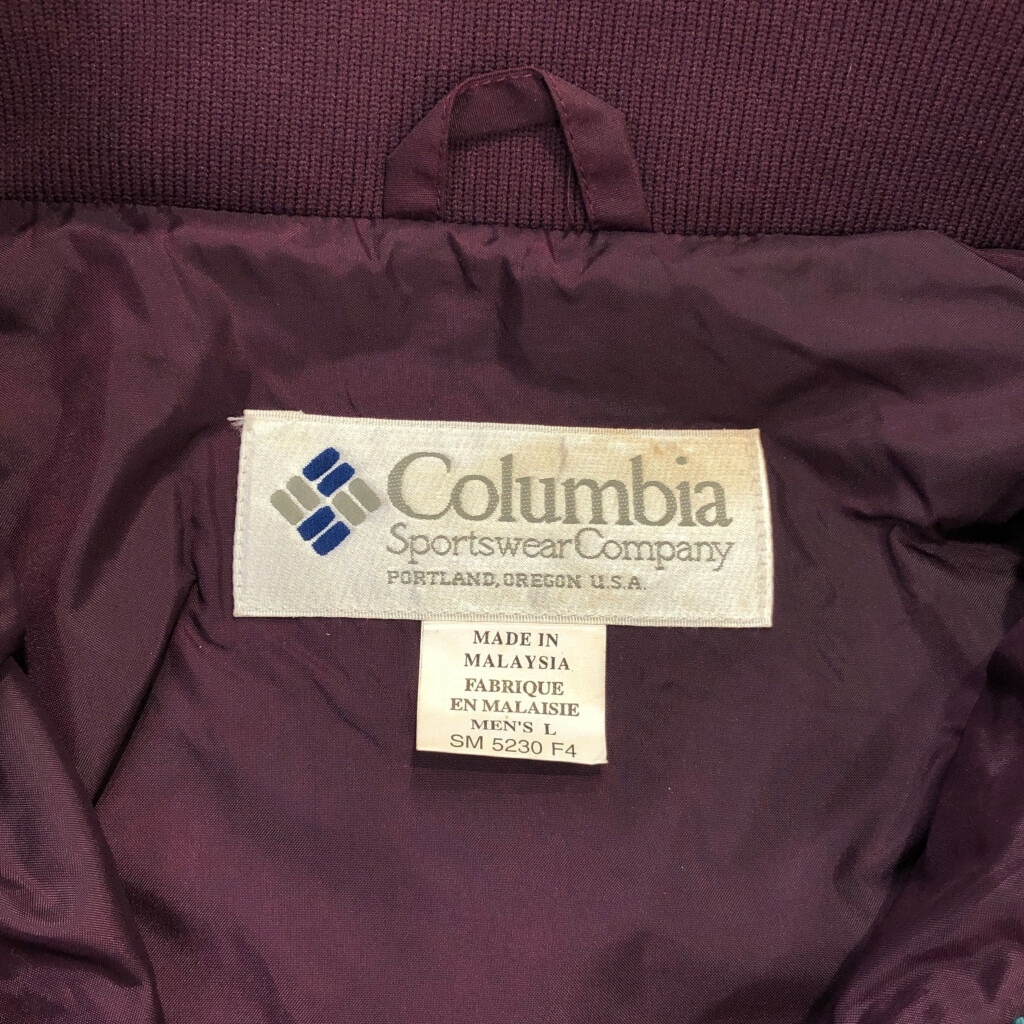 Columbia
Sportswear Company
PORTLAND, OREGON U.S.A.
MADE IN
MALAYSIA
FABRIQUE
EN MALAISIE
MEN'S L
SM 5230 F4